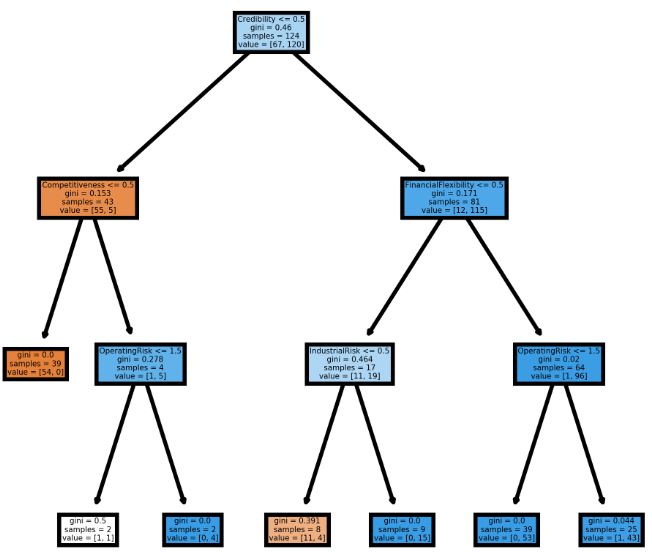 Credibility <= 0.5
gini = 0.46
samples = 124
value = [67, 120]
Competitiveness <= 0.5
gini = 0.153
samples = 43
value = [55, 5]
FinancialFlexibility <= 0.5
gini = 0.171
samples = 81
value = [12, 115]
gini = 0.0
samples = 39
value = [54, 0]
OperatingRisk <= 1.5
gini = 0.278
samples = 4
value = [1, 5]
IndustrialRisk <= 0.5
gini = 0.464
samples = 17
value = [11, 19]
OperatingRisk <= 1.5
gini = 0.02
samples = 64
value = [1, 96]
gini = 0.5
samples = 2
value = [1, 1]
gini = 0.0
samples = 2
value = [0, 4]
gini = 0.391
samples = 8
value = [11, 4]
gini = 0.0
samples = 9
value = [0, 15]
gini = 0.0
samples = 39
value = [0, 53]
gini = 0.044
samples = 25
value = [1, 43]